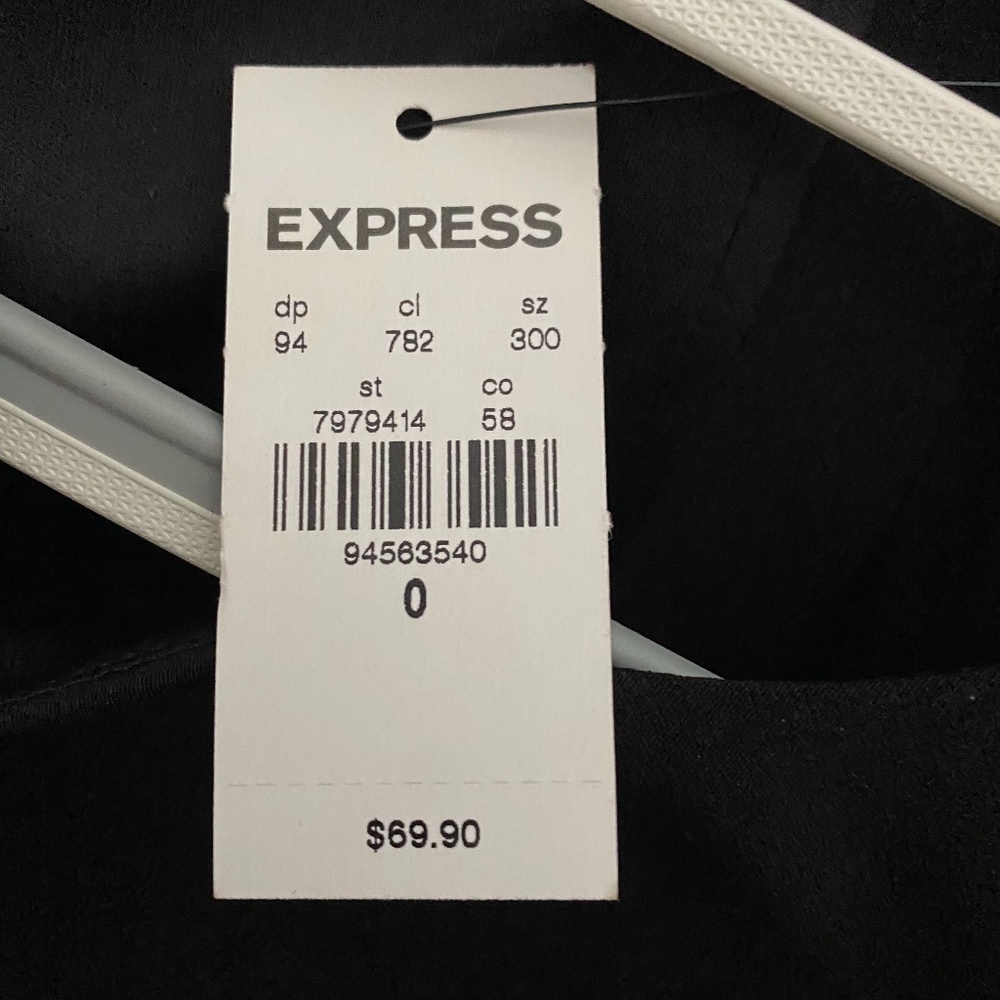 EXPRESS
dp cl sz
94 782 300
st co
7979414 58
94563540
0
$69.90